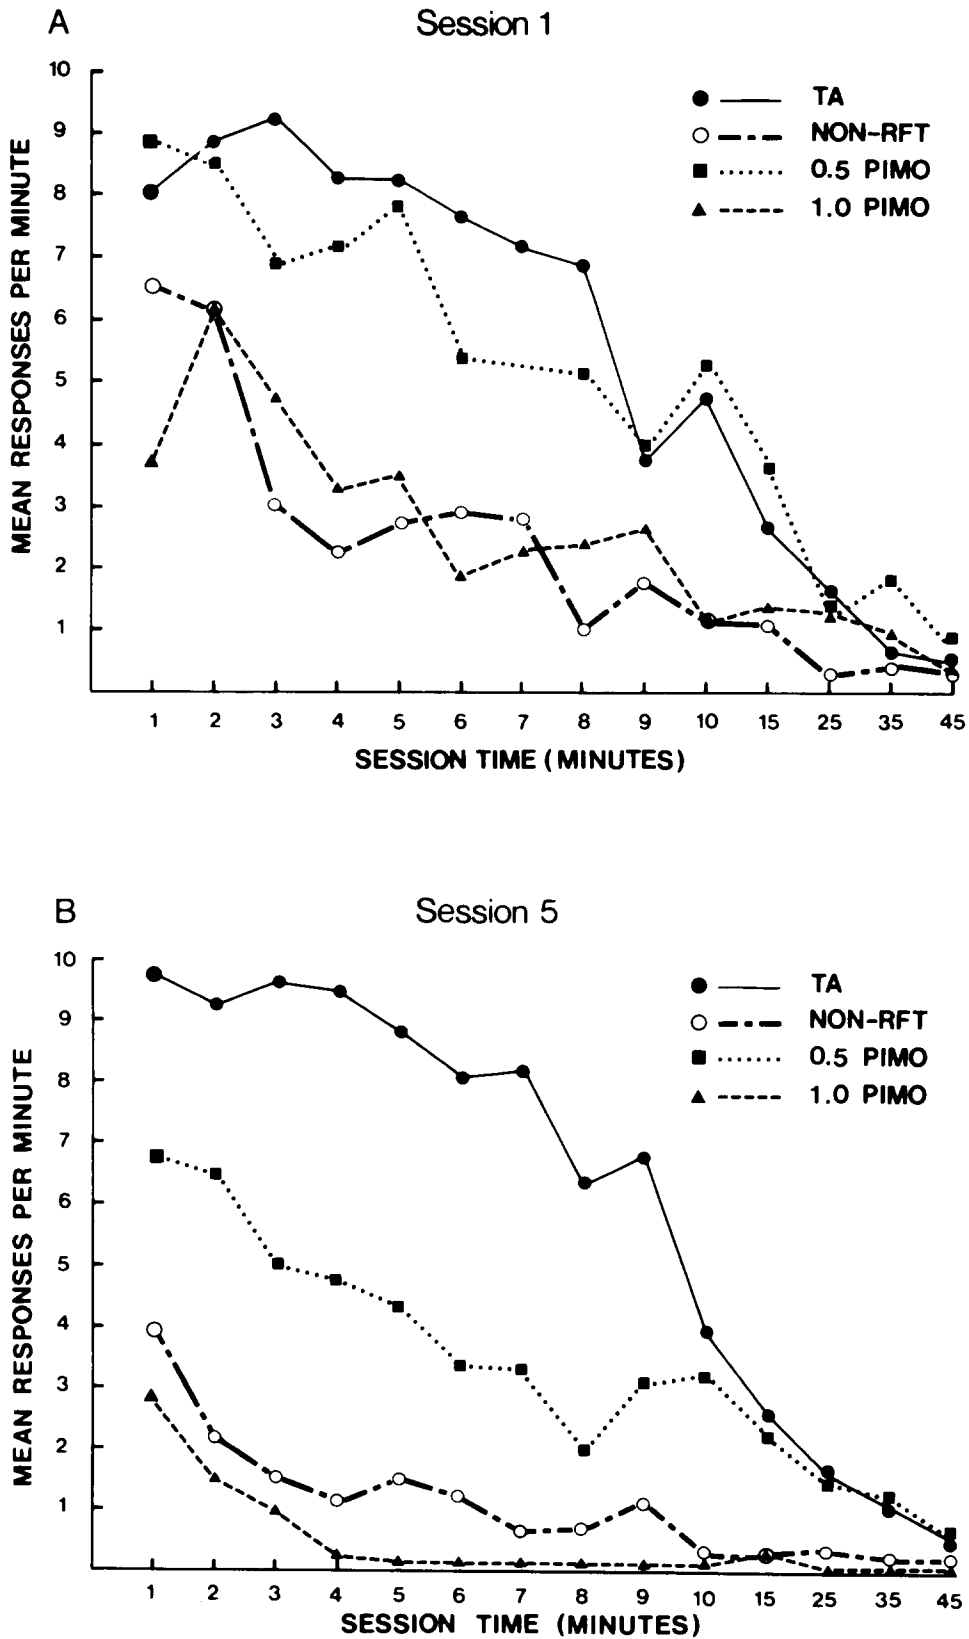 A Session 1
TA
NON-RFT
0.5 PIMO
1.0 PIMO
MEAN RESPONSES PER MINUTE
10
9
8
7
6
5
4
3
2
1
1 2 3 4 5 6 7 8 9 10 15 25 35 45
SESSION TIME (MINUTES)
B Session 5
TA
NON-RFT
0.5 PIMO
1.0 PIMO
MEAN RESPONSES PER MINUTE
10
9
8
7
6
5
4
3
2
1
1 2 3 4 5 6 7 8 9 10 15 25 35 45
SESSION TIME (MINUTES)